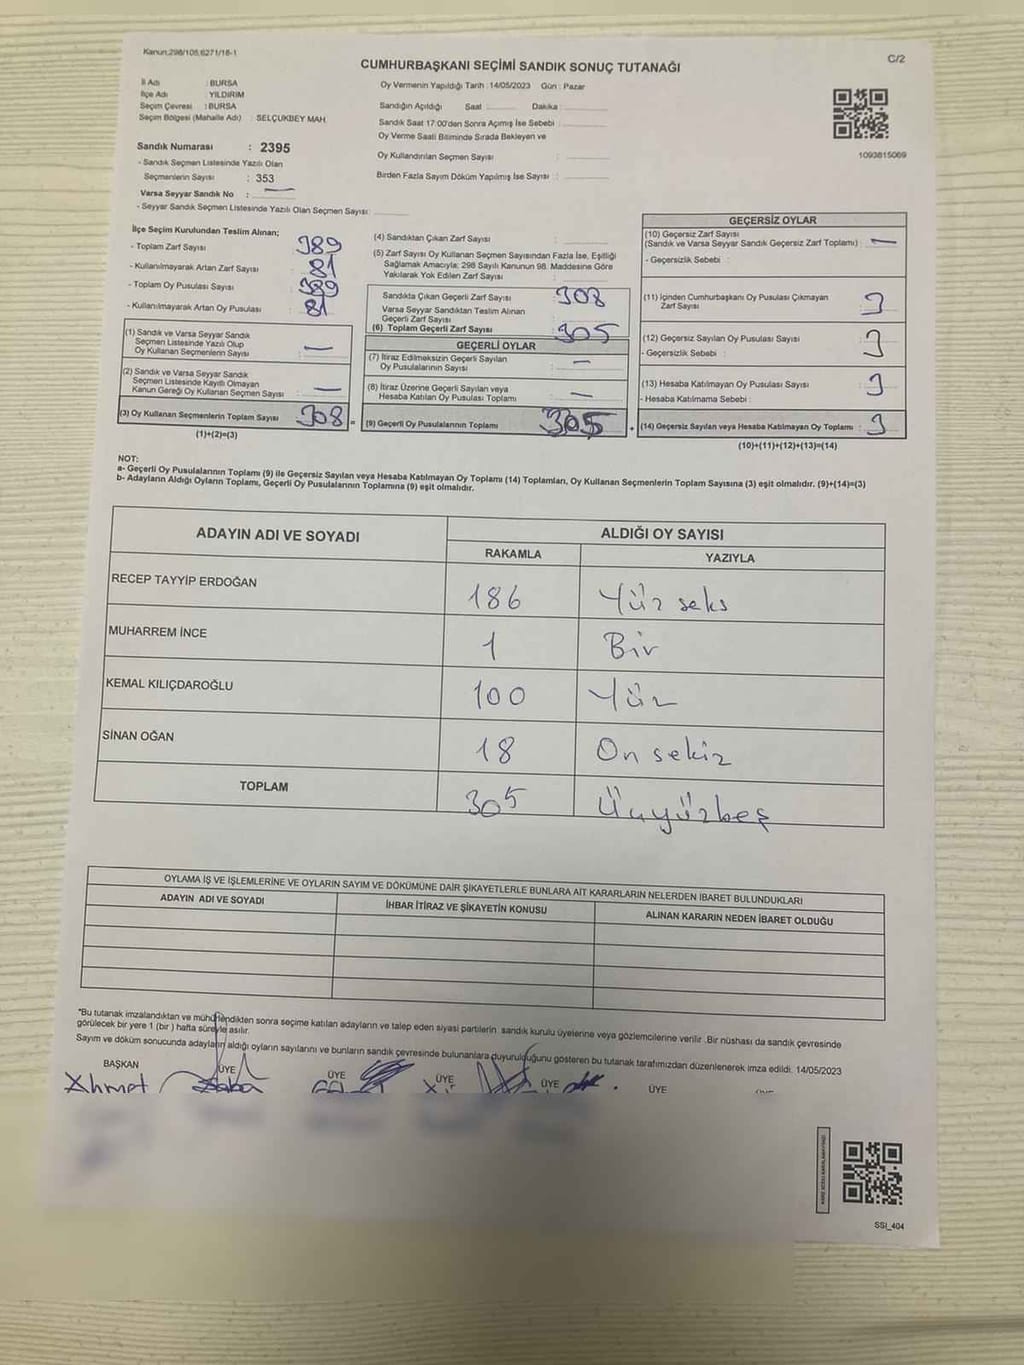 Kanun;298/105,6271/18-1
C/2
CUMHURBAŞKANI SEÇİMİ SANDIK SONUÇ TUTANAĞI
İl Adı : BURSA
İlçe Adı : YILDIRIM
Seçim Çevresi : BURSA
Seçim Bölgesi (Mahalle Adı) : SELÇUKBEY MAH.
Oy Vermenin Yapıldığı Tarih : 14/05/2023 Gün : Pazar
Sandığın Açıldığı Saat Dakika :
Sandık Saat 17:00'den Sonra Açımış İse Sebebi :
Oy Verme Saati Bitiminde Sırada Bekleyen ve
Oy Kullandırılan Seçmen Sayısı :
Birden Fazla Sayım Döküm Yapılmış İse Sayısı :
1093815069
Sandık Numarası : 2395
- Sandık Seçmen Listesinde Yazılı Olan
Seçmenlerin Sayısı : 353
Varsa Seyyar Sandık No : —
- Seyyar Sandık Seçmen Listesinde Yazılı Olan Seçmen Sayısı:
İlçe Seçim Kurulundan Teslim Alınan;
- Toplam Zarf Sayısı 389
- Kullanılmayarak Artan Zarf Sayısı 81
- Toplam Oy Pusulası Sayısı 389
- Kullanılmayarak Artan Oy Pusulası 81
(1) Sandık ve Varsa Seyyar Sandık
Seçmen Listesinde Yazılı Olup
Oy Kullanan Seçmenlerin Sayısı : —
(2) Sandık ve Varsa Seyyar Sandık
Seçmen Listesinde Kayıtlı Olmayan
Kanun Gereği Oy Kullanan Seçmen Sayısı : —
(3) Oy Kullanan Seçmenlerin Toplam Sayısı : 308 =
(1)+(2)=(3)
(4) Sandıktan Çıkan Zarf Sayısı :
(5) Zarf Sayısı Oy Kullanan Seçmen Sayısından Fazla İse, Eşitliği
Sağlamak Amacıyla; 298 Sayılı Kanunun 98. Maddesine Göre
Yakılarak Yok Edilen Zarf Sayısı :
Sandıkta Çıkan Geçerli Zarf Sayısı : 308
Varsa Seyyar Sandıktan Teslim Alınan
Geçerli Zarf Sayısı
(6) Toplam Geçerli Zarf Sayısı : 305
GEÇERLİ OYLAR
(7) İtiraz Edilmeksizin Geçerli Sayılan
Oy Pusulalarının Sayısı : —
(8) İtiraz Üzerine Geçerli Sayılan veya
Hesaba Katılan Oy Pusulası Toplamı : —
(9) Geçerli Oy Pusulalarının Toplamı : 305 +
GEÇERSİZ OYLAR
(10) Geçersiz Zarf Sayısı
(Sandık ve Varsa Seyyar Sandık Geçersiz Zarf Toplamı) : —
- Geçersizlik Sebebi :
(11) İçinden Cumhurbaşkanı Oy Pusulası Çıkmayan
Zarf Sayısı : 3
(12) Geçersiz Sayılan Oy Pusulası Sayısı : 3
- Geçersizlik Sebebi :
(13) Hesaba Katılmayan Oy Pusulası Sayısı : 3
- Hesaba Katılmama Sebebi :
(14) Geçersiz Sayılan veya Hesaba Katılmayan Oy Toplamı : 3
(10)+(11)+(12)+(13)=(14)
NOT:
a- Geçerli Oy Pusulalarının Toplamı (9) ile Geçersiz Sayılan veya Hesaba Katılmayan Oy Toplamı (14) Toplamları, Oy Kullanan Seçmenlerin Toplam Sayısına (3) eşit olmalıdır. (9)+(14)=(3)
b- Adayların Aldığı Oyların Toplamı, Geçerli Oy Pusulalarının Toplamına (9) eşit olmalıdır.
ADAYIN ADI VE SOYADI ALDIĞI OY SAYISI
RAKAMLA YAZIYLA
RECEP TAYYİP ERDOĞAN 186 Yüz seks
MUHARREM İNCE 1 Bir
KEMAL KILIÇDAROĞLU 100 Yüz
SİNAN OĞAN 18 On sekiz
TOPLAM 305 Üçyüzbeş
OYLAMA İŞ VE İŞLEMLERİNE VE OYLARIN SAYIM VE DÖKÜMÜNE DAİR ŞİKAYETLERLE BUNLARA AİT KARARLARIN NELERDEN İBARET BULUNDUKLARI
ADAYIN ADI VE SOYADI İHBAR İTİRAZ VE ŞİKAYETİN KONUSU ALINAN KARARIN NEDEN İBARET OLDUĞU
*Bu tutanak imzalandıktan ve mühürlendikten sonra seçime katılan adayların ve talep eden siyasi partilerin sandık kurulu üyelerine veya gözlemcilerine verilir .Bir nüshası da sandık çevresinde
görülecek bir yere 1 (bir ) hafta süreyle asılır.
Sayım ve döküm sonucunda adayların aldığı oyların sayılarını ve bunların sandık çevresinde bulunanlara duyurulduğunu gösteren bu tutanak tarafımızdan düzenlenerek imza edildi. 14/05/2023
BAŞKAN ÜYE ÜYE ÜYE ÜYE ÜYE
Ahmet
SSI_404